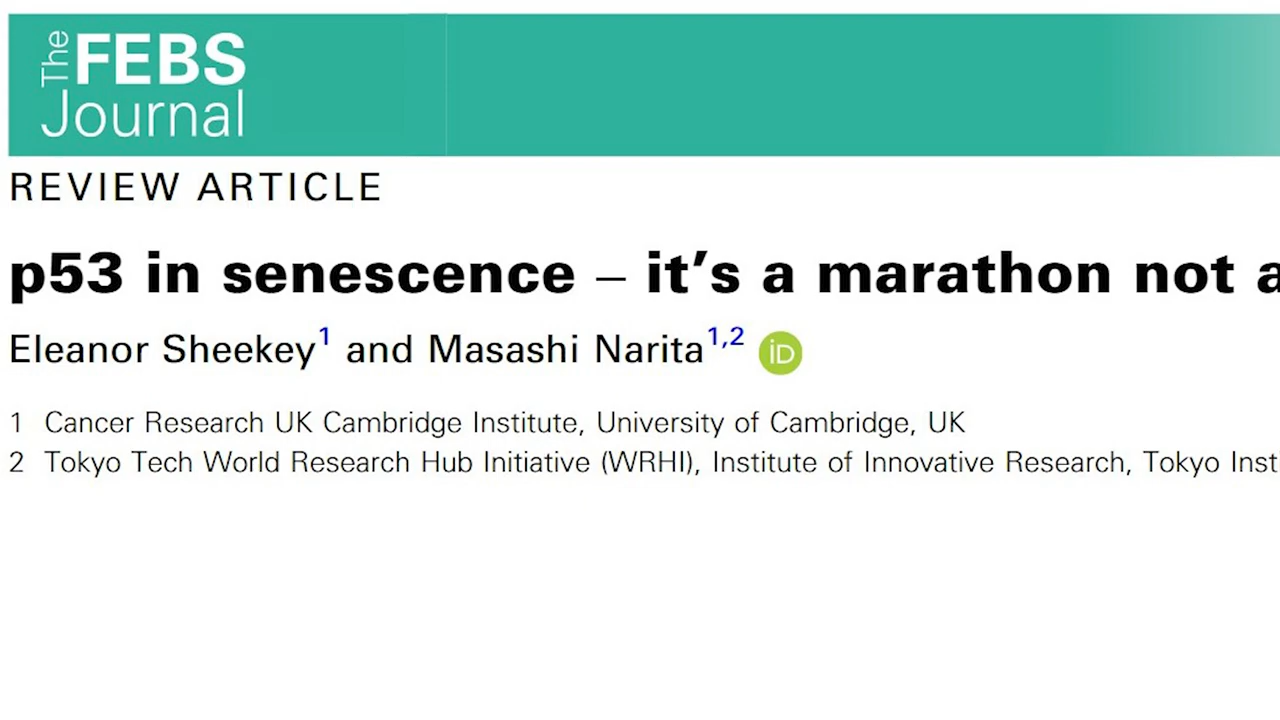 The FEBS
Journal
REVIEW ARTICLE
p53 in senescence – it’s a marathon not a
Eleanor Sheekey1 and Masashi Narita1,2 iD
1 Cancer Research UK Cambridge Institute, University of Cambridge, UK
2 Tokyo Tech World Research Hub Initiative (WRHI), Institute of Innovative Research, Tokyo Inst